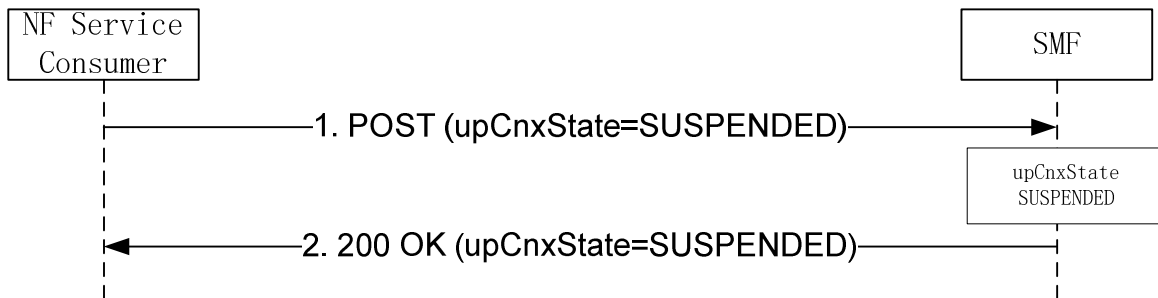 NF Service
Consumer
SMF
1. POST (upCnxState=SUSPENDED)
upCnxState
SUSPENDED
2. 200 OK (upCnxState=SUSPENDED)